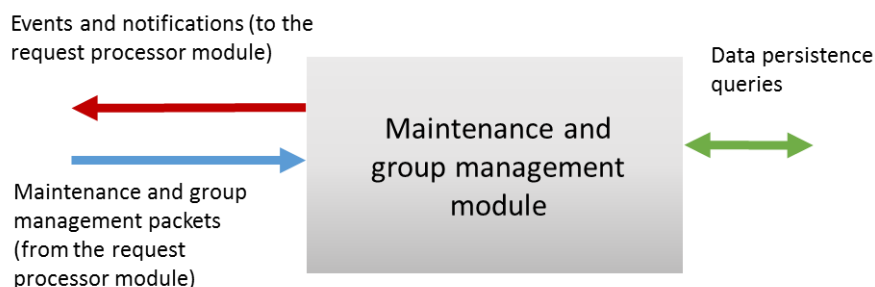 Events and notifications (to the
request processor module)
Data persistence
queries
Maintenance and
group management
module
Maintenance and group
management packets
(from the request
processor module)